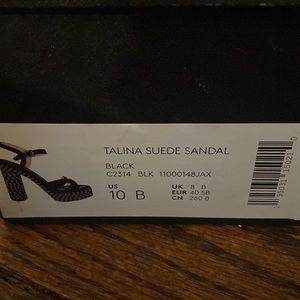 TALINA SUEDE SANDAL
BLACK
C2314 BLK 11000148JAX
US 10 B
UK 8 B
EUR 40.5B
CN 260 B